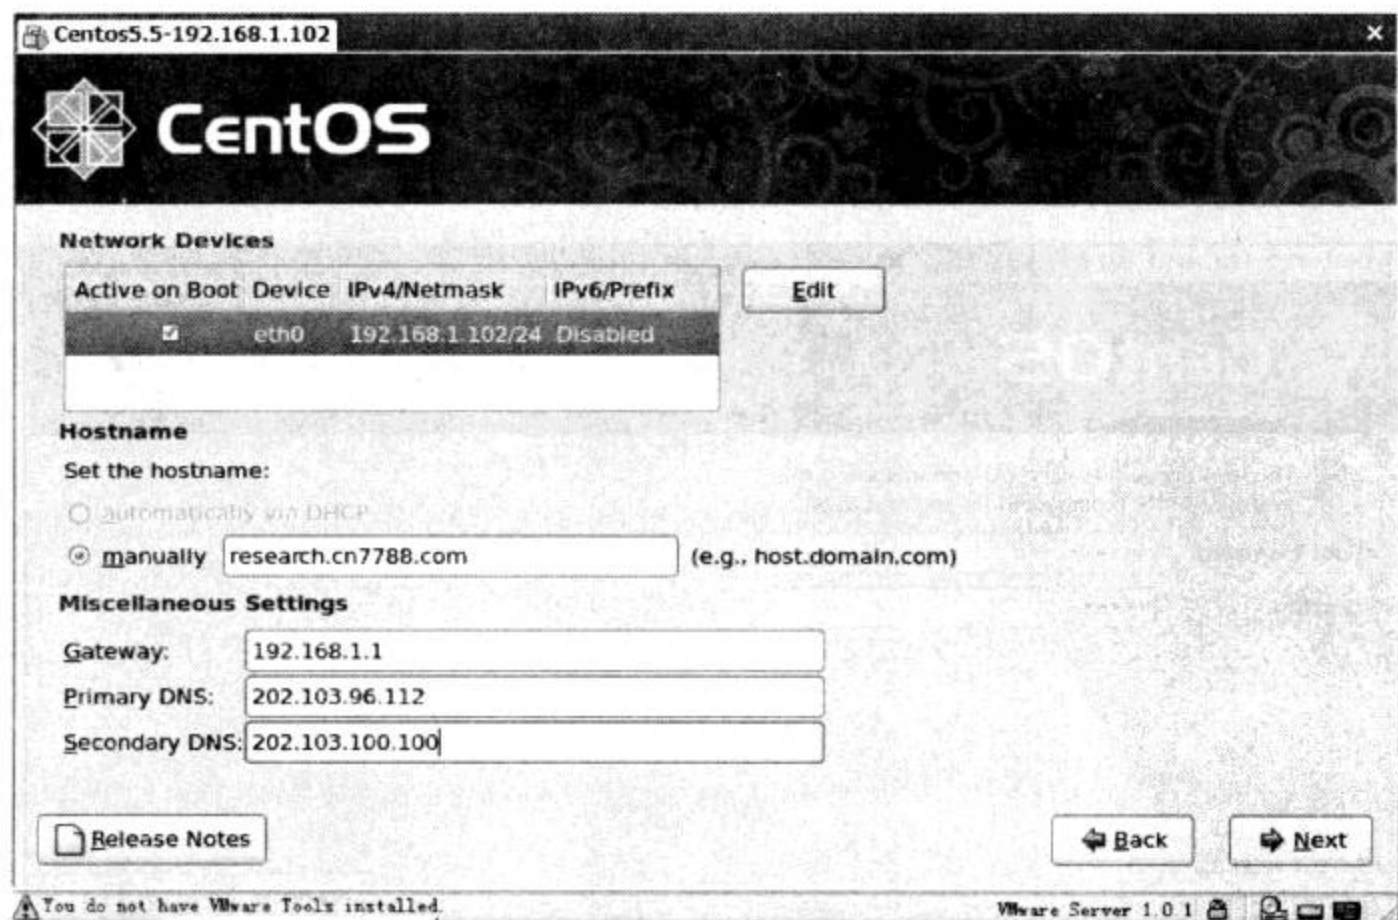 Centos5.5-192.168.1.102
CentOS
Network Devices
Active on Boot Device IPv4/Netmask IPv6/Prefix
Edit
eth0 192.168.1.102/24 Disabled
Hostname
Set the hostname:
automatically via DHCP
manually research.cn7788.com (e.g., host.domain.com)
Miscellaneous Settings
Gateway: 192.168.1.1
Primary DNS: 202.103.96.112
Secondary DNS: 202.103.100.100
Release Notes
Back
Next
You do not have VMware Tools installed.
VMware Server 1.0.1